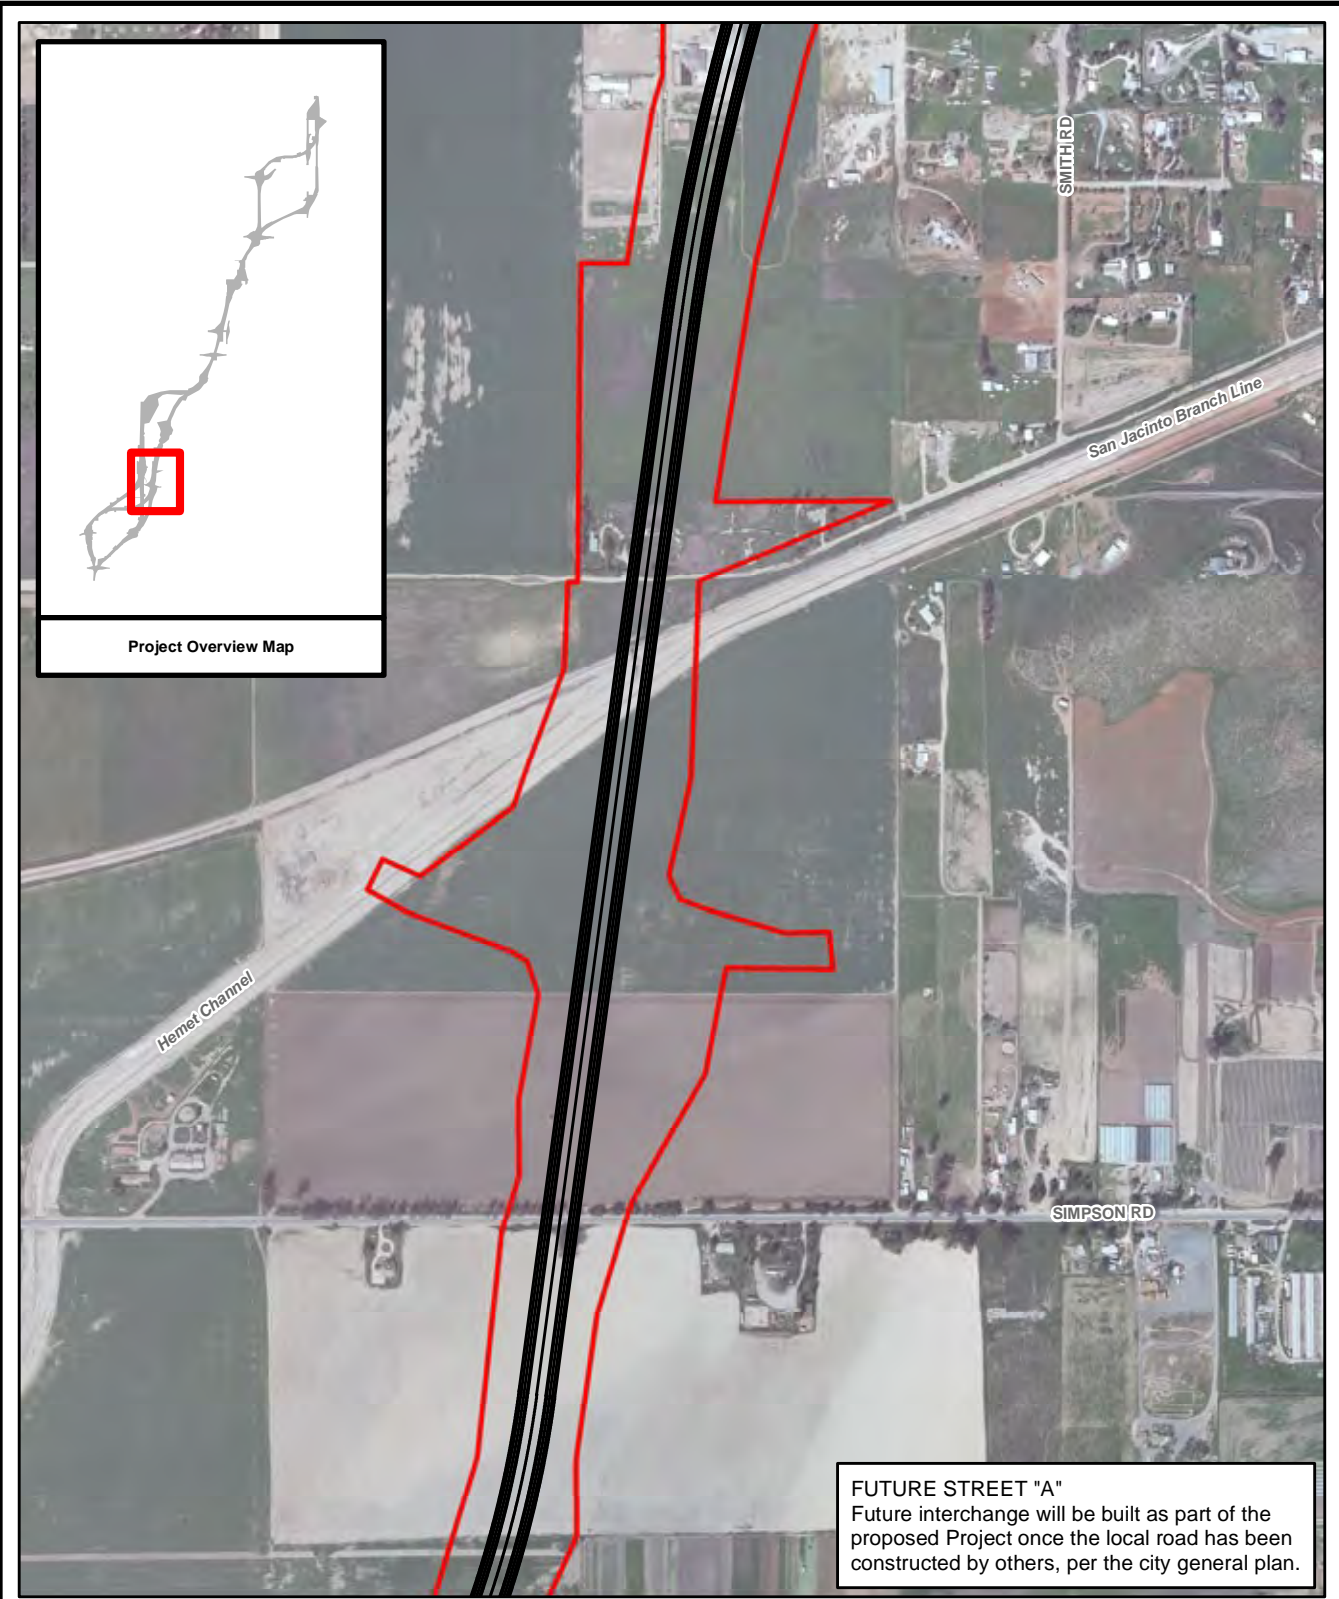 SMITH RD
San Jacinto Branch Line
Project Overview Map
Hemet Channel
SIMPSON RD
FUTURE STREET "A"
Future interchange will be built as part of the
proposed Project once the local road has been
constructed by others, per the city general plan.